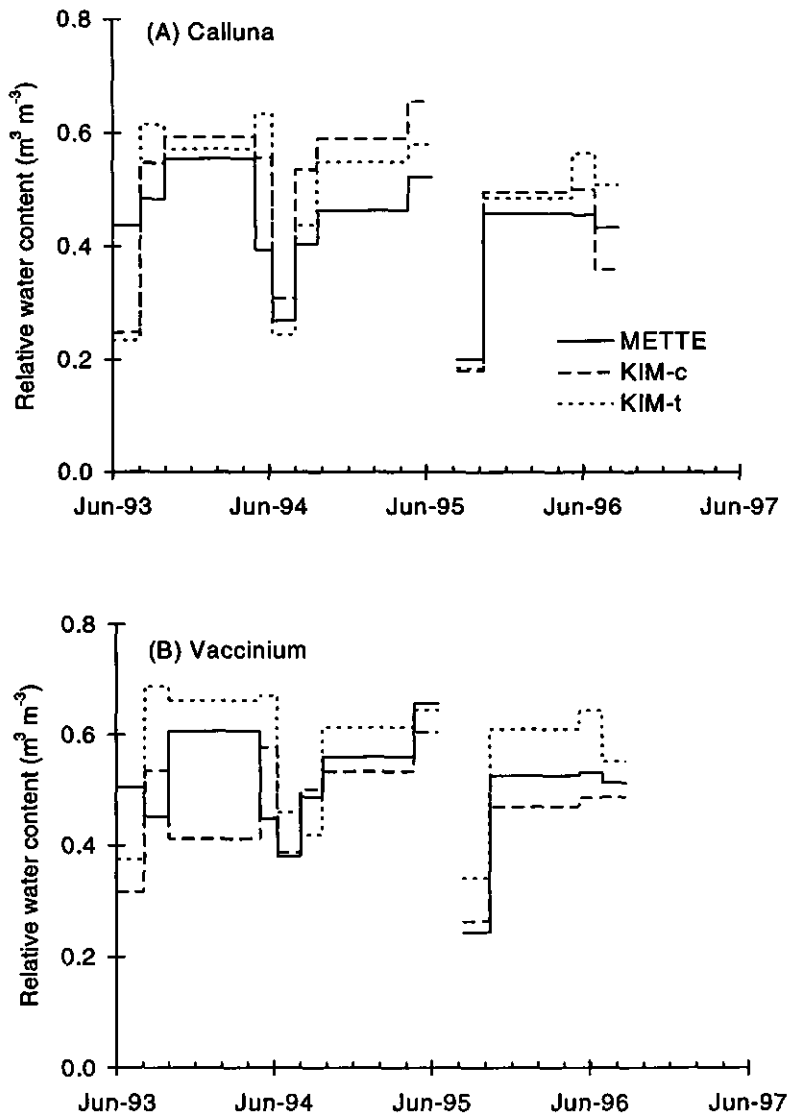 (A) Calluna
Relative water content (m³ m⁻³)
0.8
0.6
0.4
0.2
0.0
METTE
KIM-c
KIM-t
Jun-93 Jun-94 Jun-95 Jun-96 Jun-97
(B) Vaccinium
Relative water content (m³ m⁻³)
0.8
0.6
0.4
0.2
0.0
Jun-93 Jun-94 Jun-95 Jun-96 Jun-97